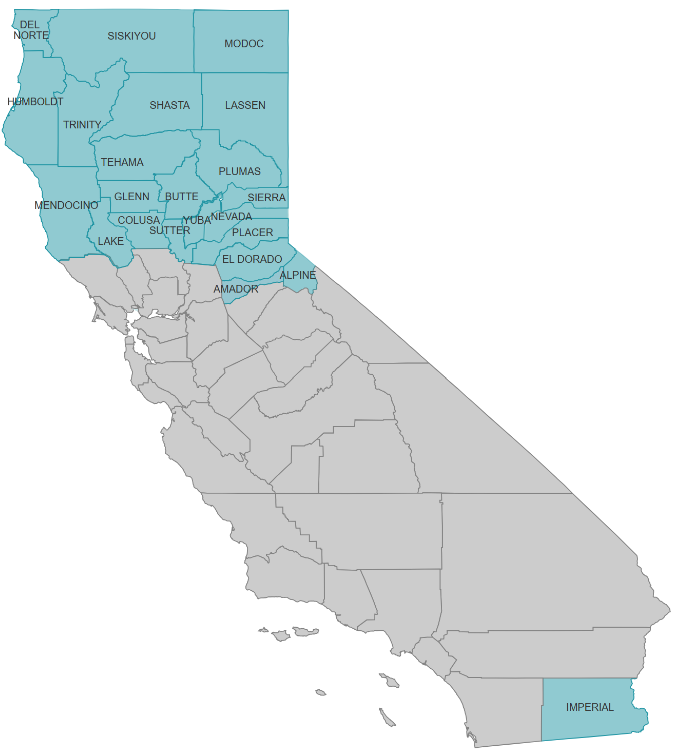 DEL
NORTE
SISKIYOU
MODOC
HUMBOLDT
TRINITY
SHASTA
LASSEN
TEHAMA
PLUMAS
MENDOCINO
GLENN
BUTTE
SIERRA
COLUSA
SUTTER
YUBA
NEVADA
PLACER
LAKE
EL DORADO
ALPINE
AMADOR
IMPERIAL